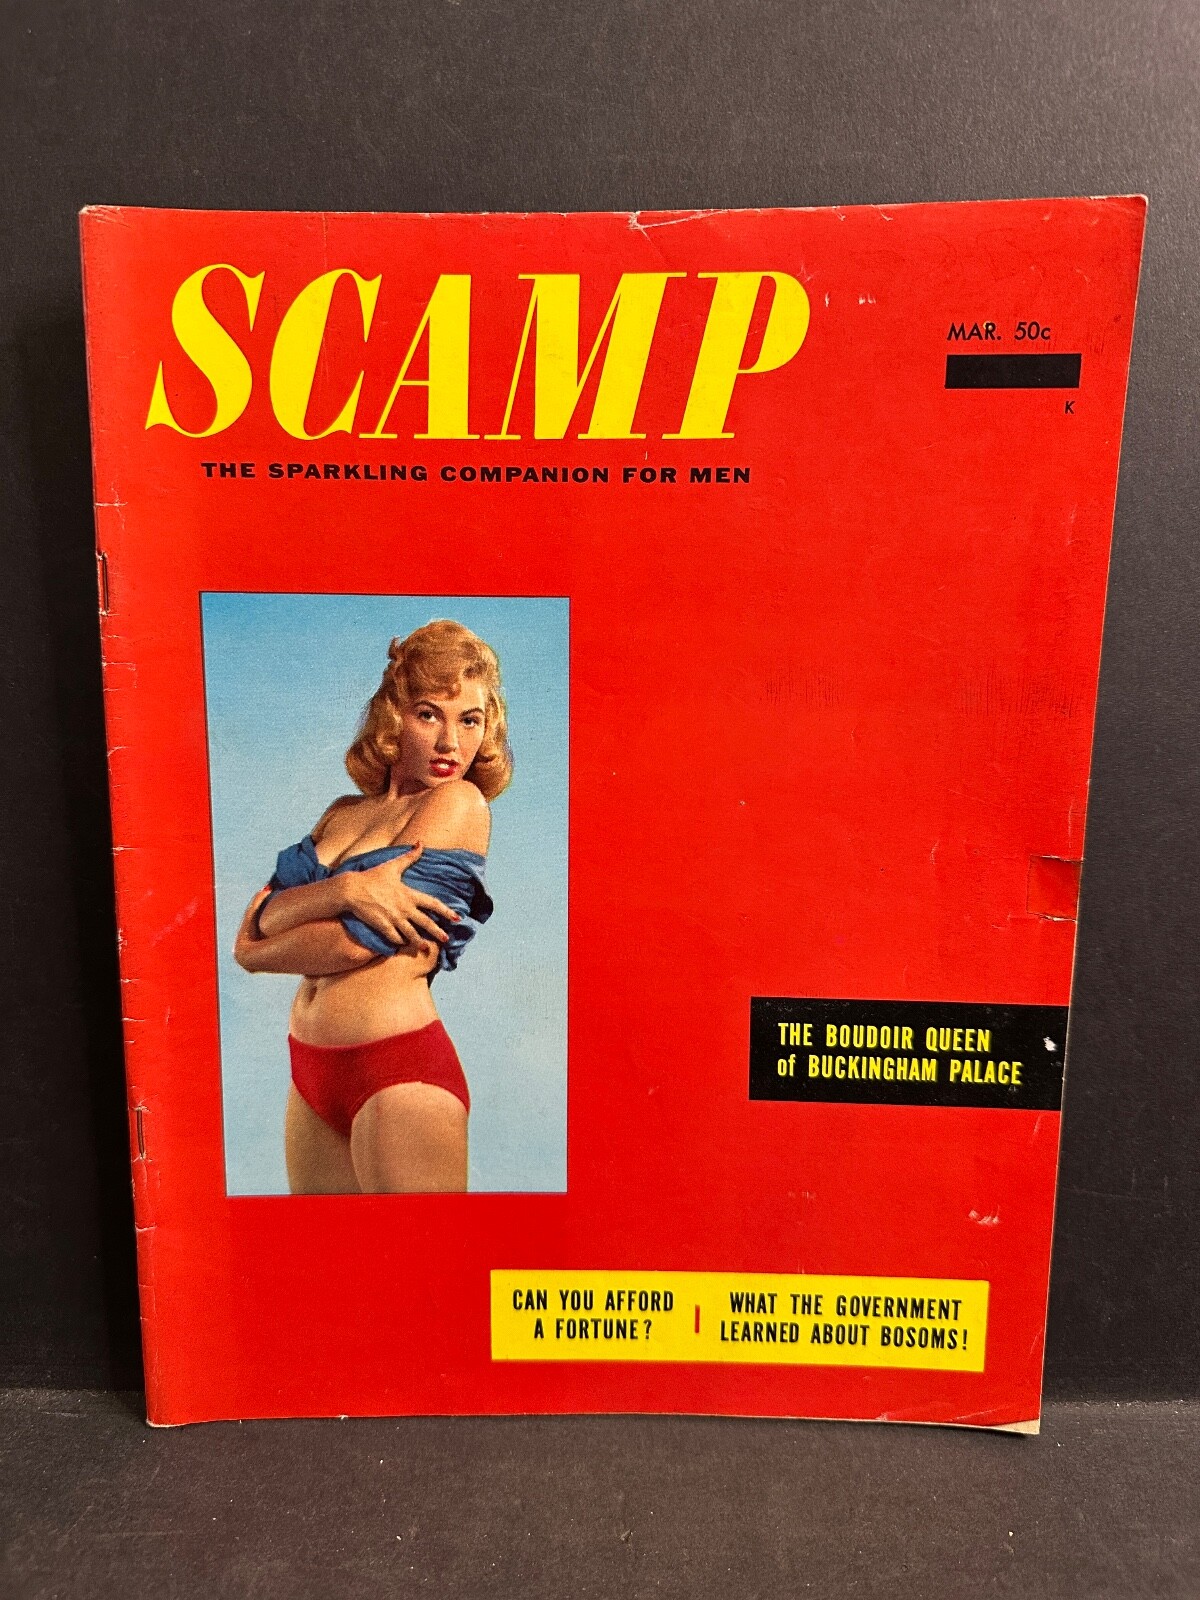 SCAMP
MAR. 50c
K
THE SPARKLING COMPANION FOR MEN
THE BOUDOIR QUEEN
of BUCKINGHAM PALACE
CAN YOU AFFORD
A FORTUNE?
WHAT THE GOVERNMENT
LEARNED ABOUT BOSOMS!